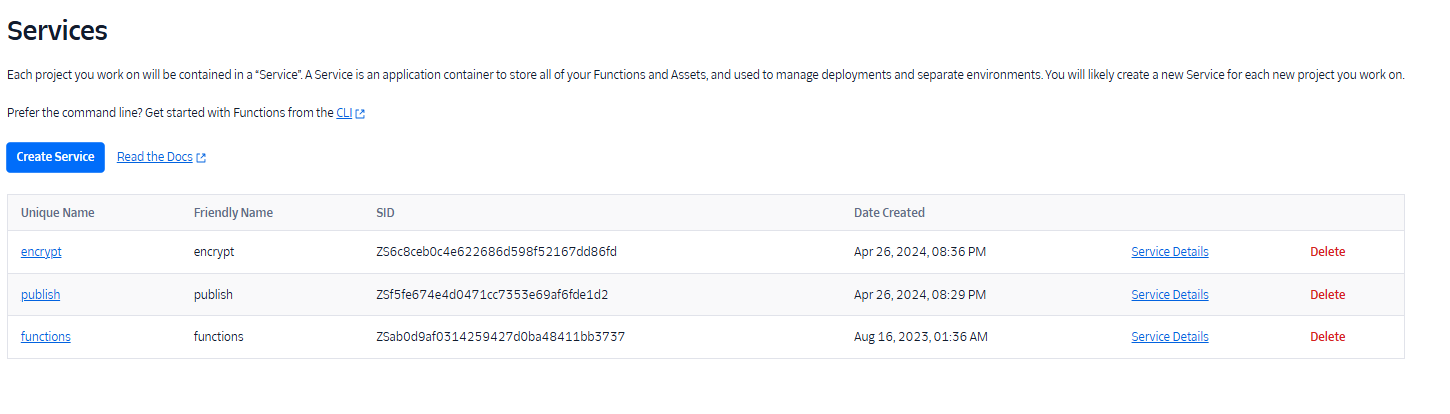 Services
Each project you work on will be contained in a “Service”. A Service is an application container to store all of your Functions and Assets, and used to manage deployments and separate environments. You will likely create a new Service for each new project you work on.
Prefer the command line? Get started with Functions from the CLI
Create Service Read the Docs
Unique Name Friendly Name SID Date Created
encrypt encrypt ZS6c8ceb0c4e622686d598f52167dd86fd Apr 26, 2024, 08:36 PM Service Details Delete
publish publish ZSf5fe674e4d0471cc7353e69af6fde1d2 Apr 26, 2024, 08:29 PM Service Details Delete
functions functions ZSab0d9af0314259427d0ba48411bb3737 Aug 16, 2023, 01:36 AM Service Details Delete